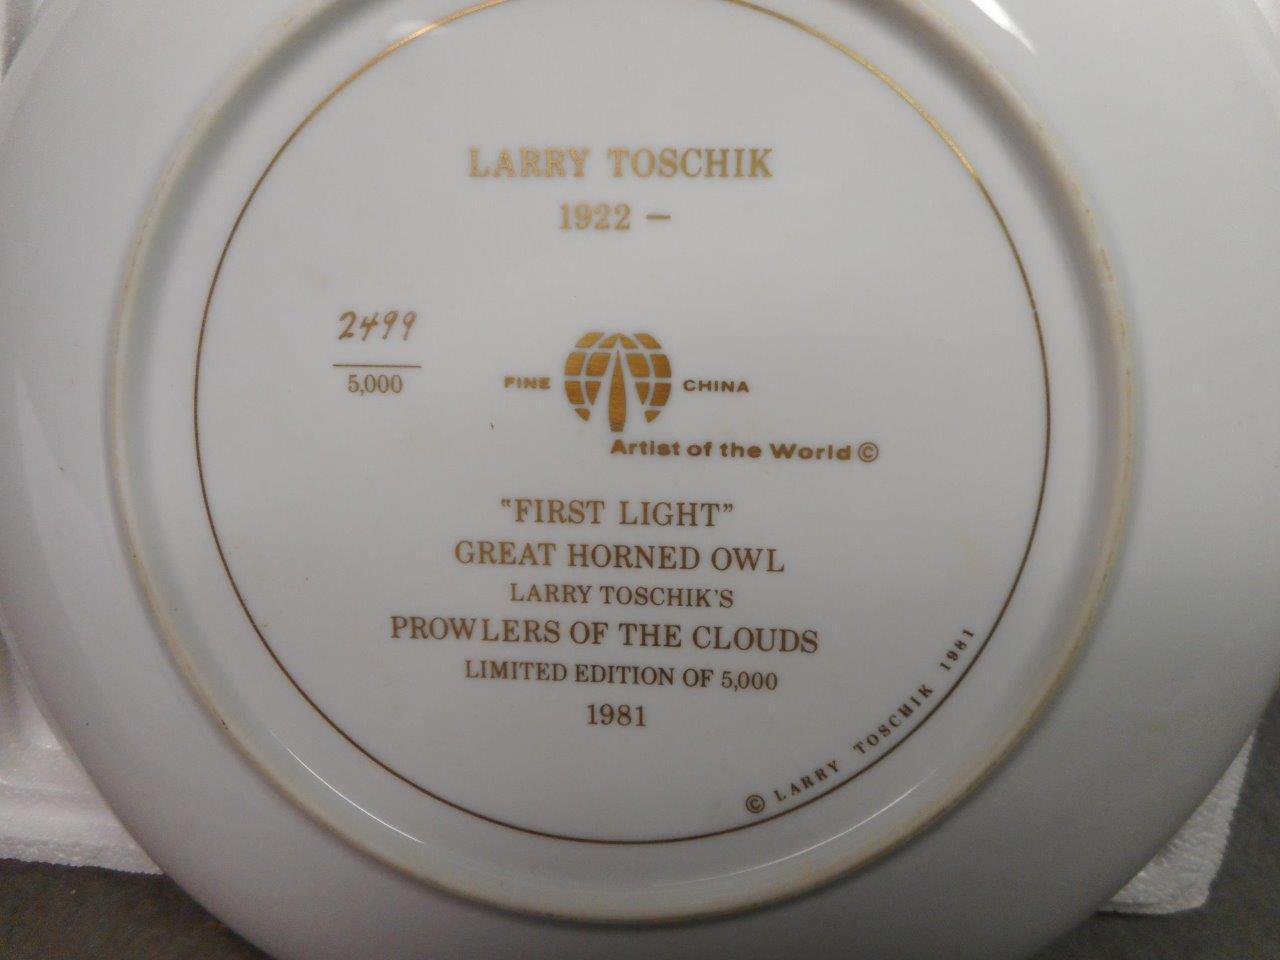 LARRY TOSCHIK
1922 —
2499
5,000
FINE CHINA
Artist of the World ©
"FIRST LIGHT"
GREAT HORNED OWL
LARRY TOSCHIK'S
PROWLERS OF THE CLOUDS
LIMITED EDITION OF 5,000
1981
© LARRY TOSCHIK 1981